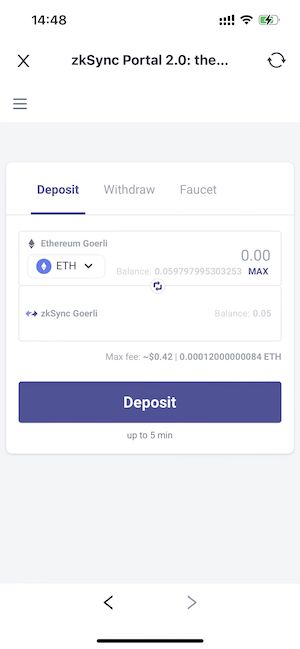 14:48
zkSync Portal 2.0: the...
Deposit Withdraw Faucet
Ethereum Goerli
0.00
ETH
Balance: 0.059797995303253 MAX
zkSync Goerli Balance: 0.05
Max fee: ~$0.42 | 0.00012000000084 ETH
Deposit
up to 5 min